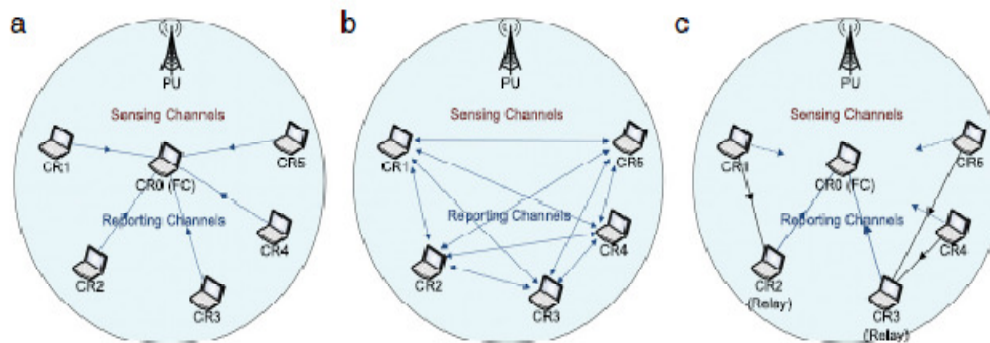 a
PU
Sensing Channels
CR1
CR5
CR0 (FC)
Reporting Channels
CR4
CR2
CR3
b
PU
Sensing Channels
CR1
CR5
Reporting Channels
CR4
CR2
CR3
c
PU
Sensing Channels
CR1
CR5
CR0 (FC)
Reporting Channels
CR4
CR2
(Relay)
CR3
(Relay)